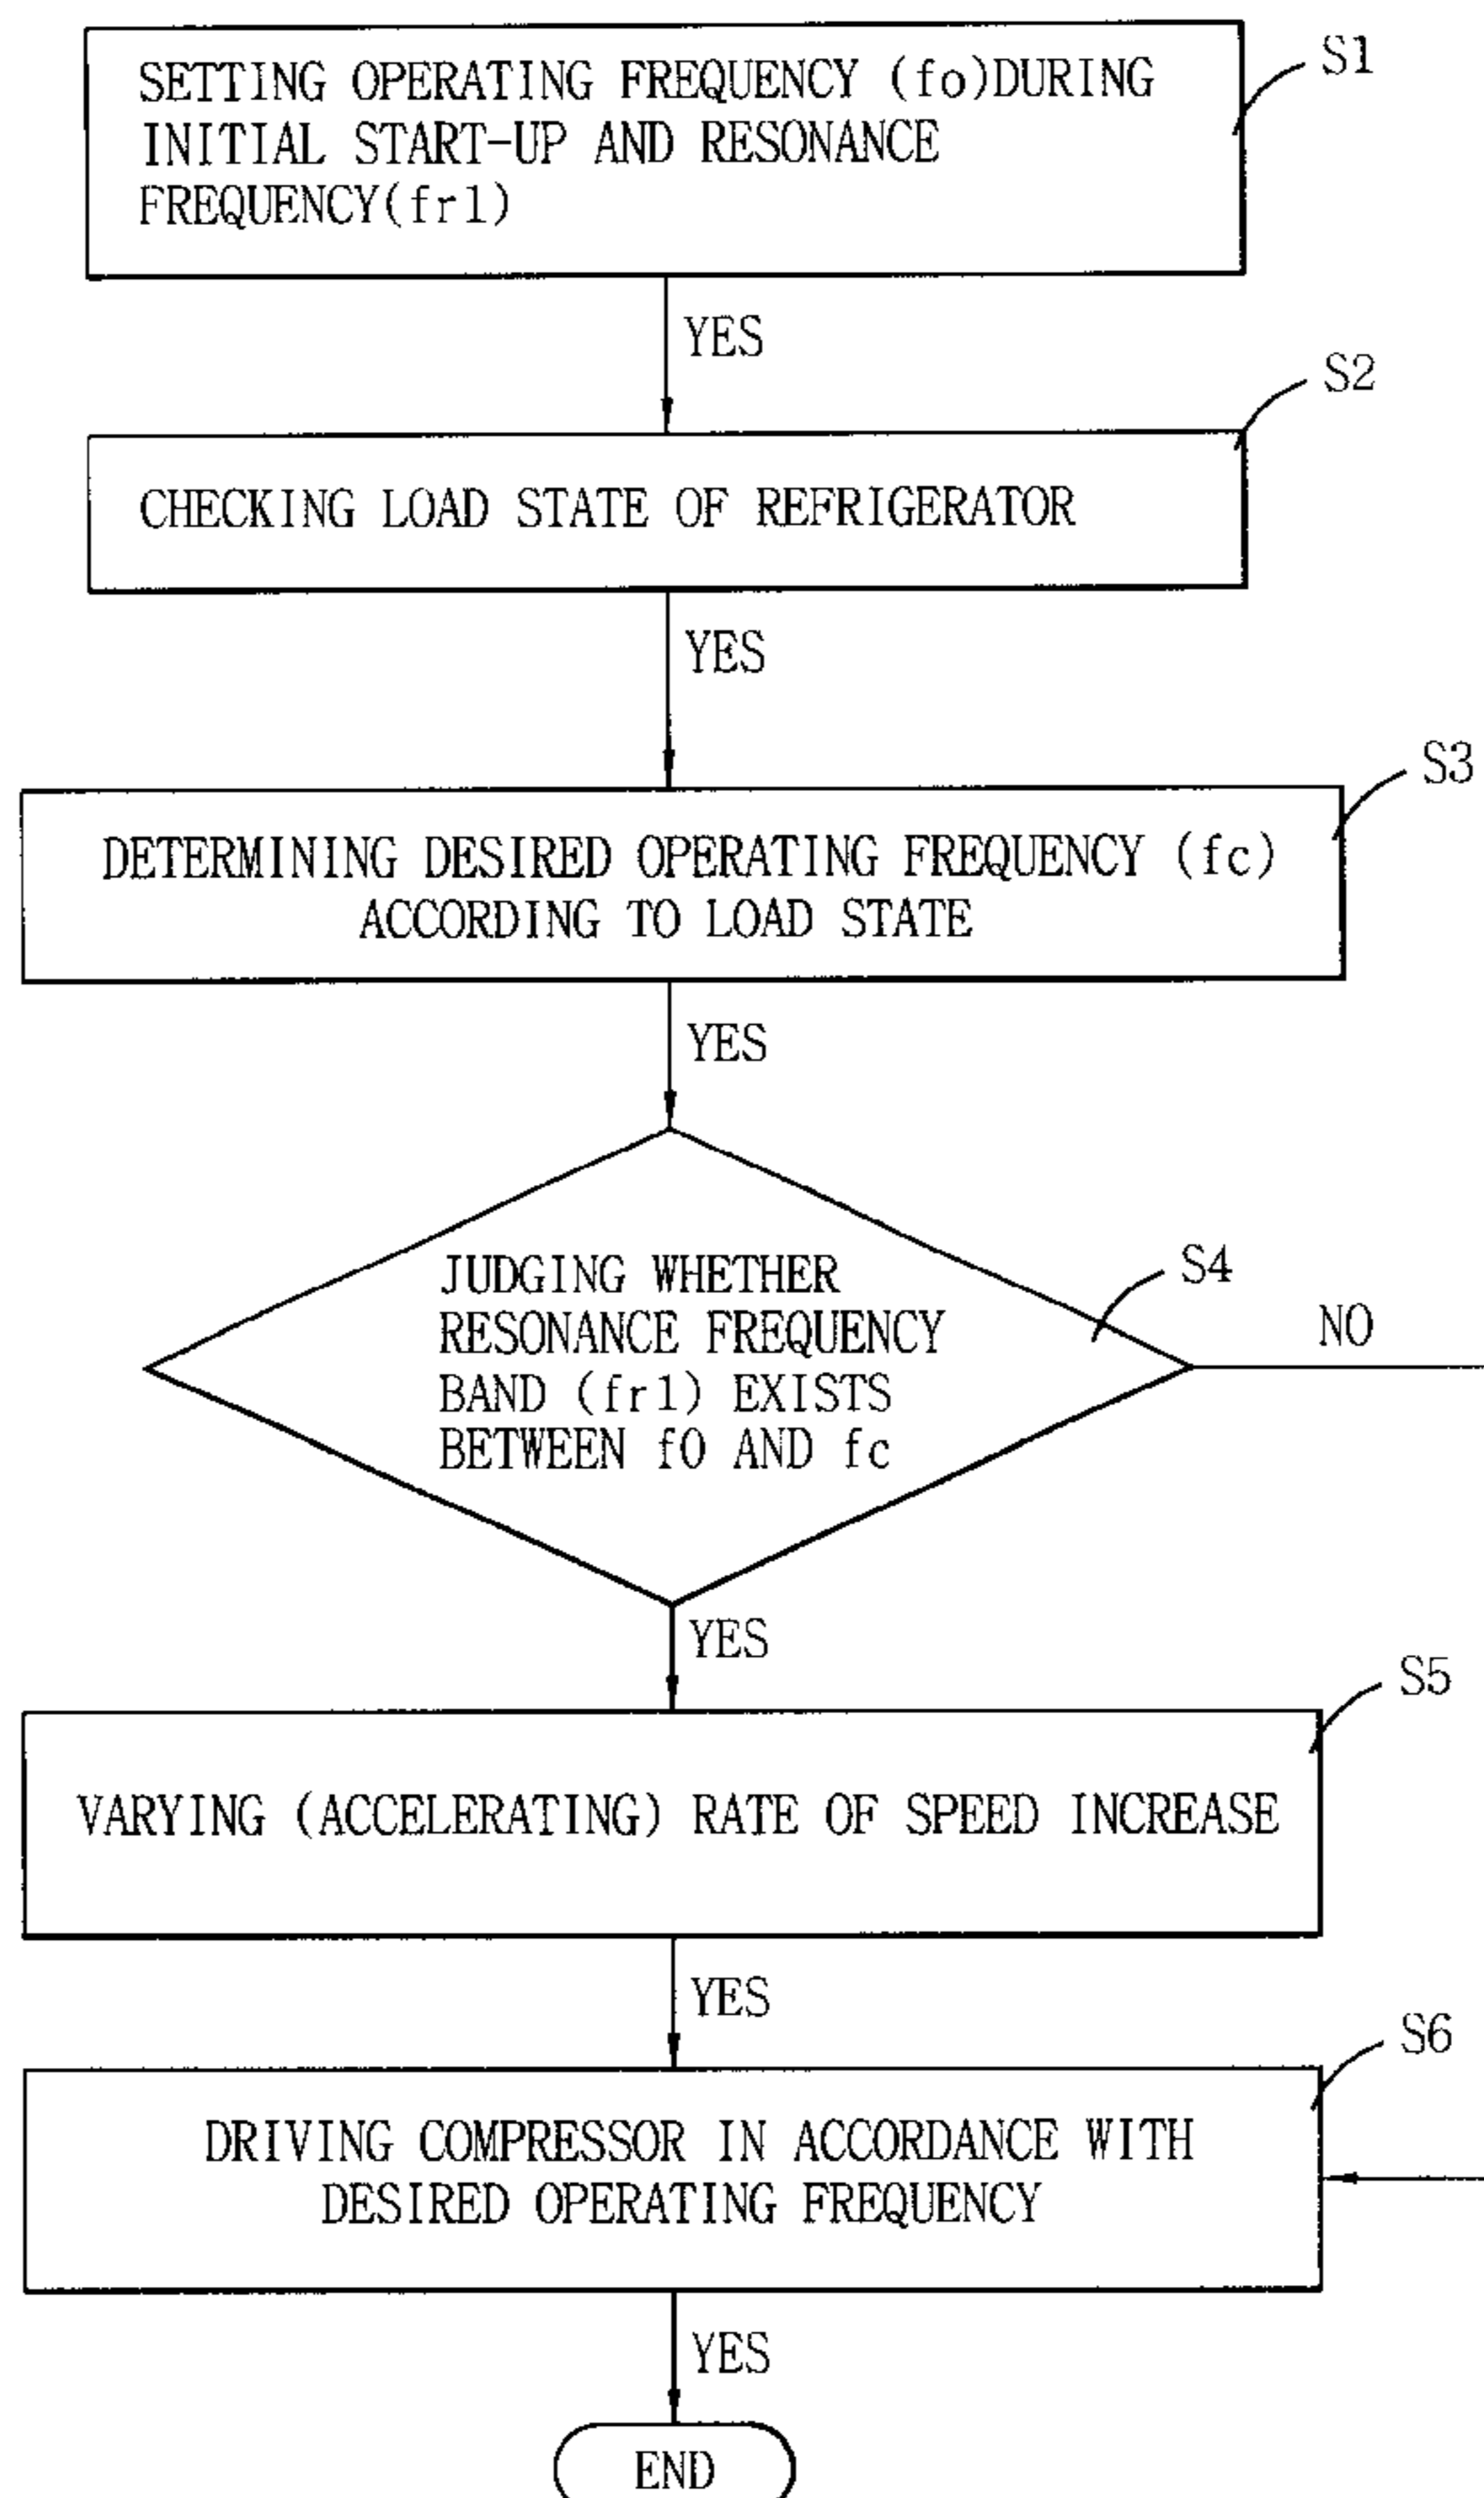 SETTING OPERATING FREQUENCY (fo)DURING
INITIAL START-UP AND RESONANCE
FREQUENCY(fr1)
S1
YES
S2
CHECKING LOAD STATE OF REFRIGERATOR
YES
S3
DETERMINING DESIRED OPERATING FREQUENCY (fc)
ACCORDING TO LOAD STATE
YES
JUDGING WHETHER
RESONANCE FREQUENCY
BAND (fr1) EXISTS
BETWEEN f0 AND fc
S4
NO
YES
S5
VARYING (ACCELERATING) RATE OF SPEED INCREASE
YES
S6
DRIVING COMPRESSOR IN ACCORDANCE WITH
DESIRED OPERATING FREQUENCY
YES
END